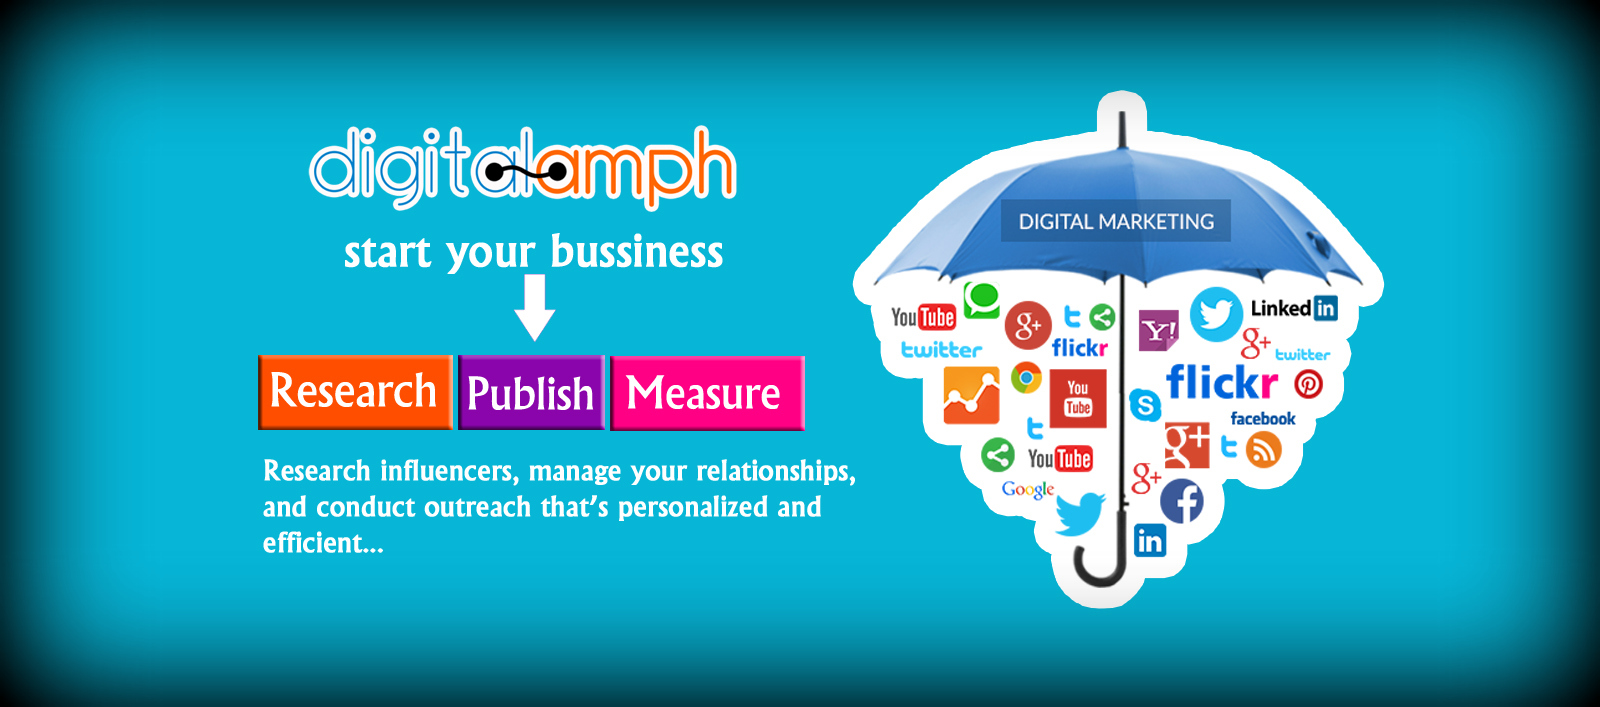 digitalamph
start your bussiness
Research Publish Measure
Research influencers, manage your relationships,
and conduct outreach that's personalized and
efficient...
DIGITAL MARKETING
YouTube
g+
t
Y!
Linked in
twitter
flickr
g+
twitter
You
Tube
S
flickr
facebook
t
YouTube
g+
t
Google
g+
f
in